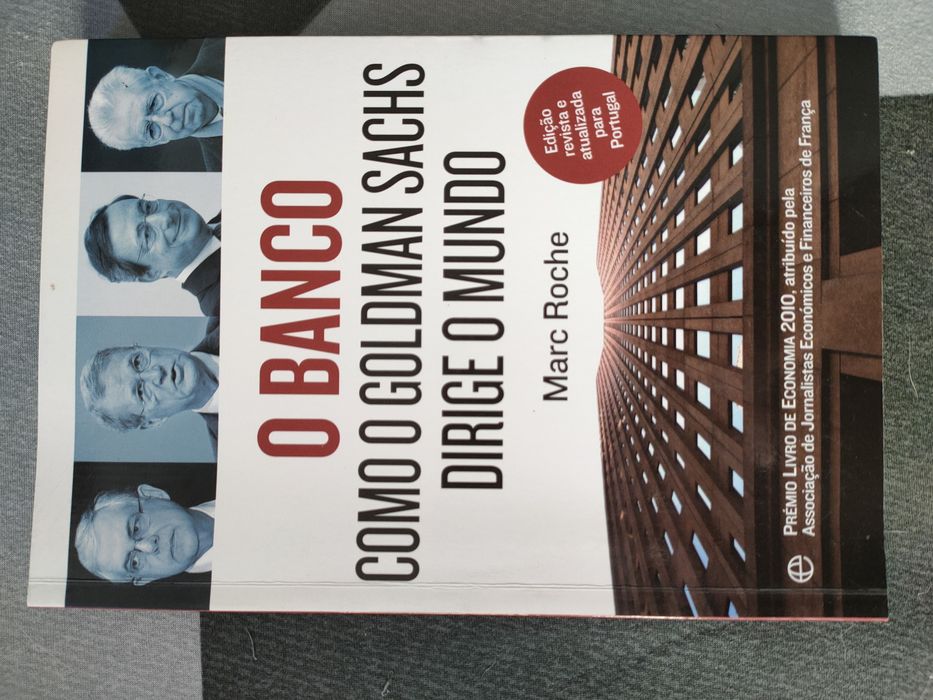 O BANCO
COMO O GOLDMAN SACHS
DIRIGE O MUNDO
Marc Roche
Edição
revista e
atualizada
para
Portugal
PRÉMIO LIVRO DE ECONOMIA 2010, atribuído pela
Associação de Jornalistas Económicos e Financeiros de França